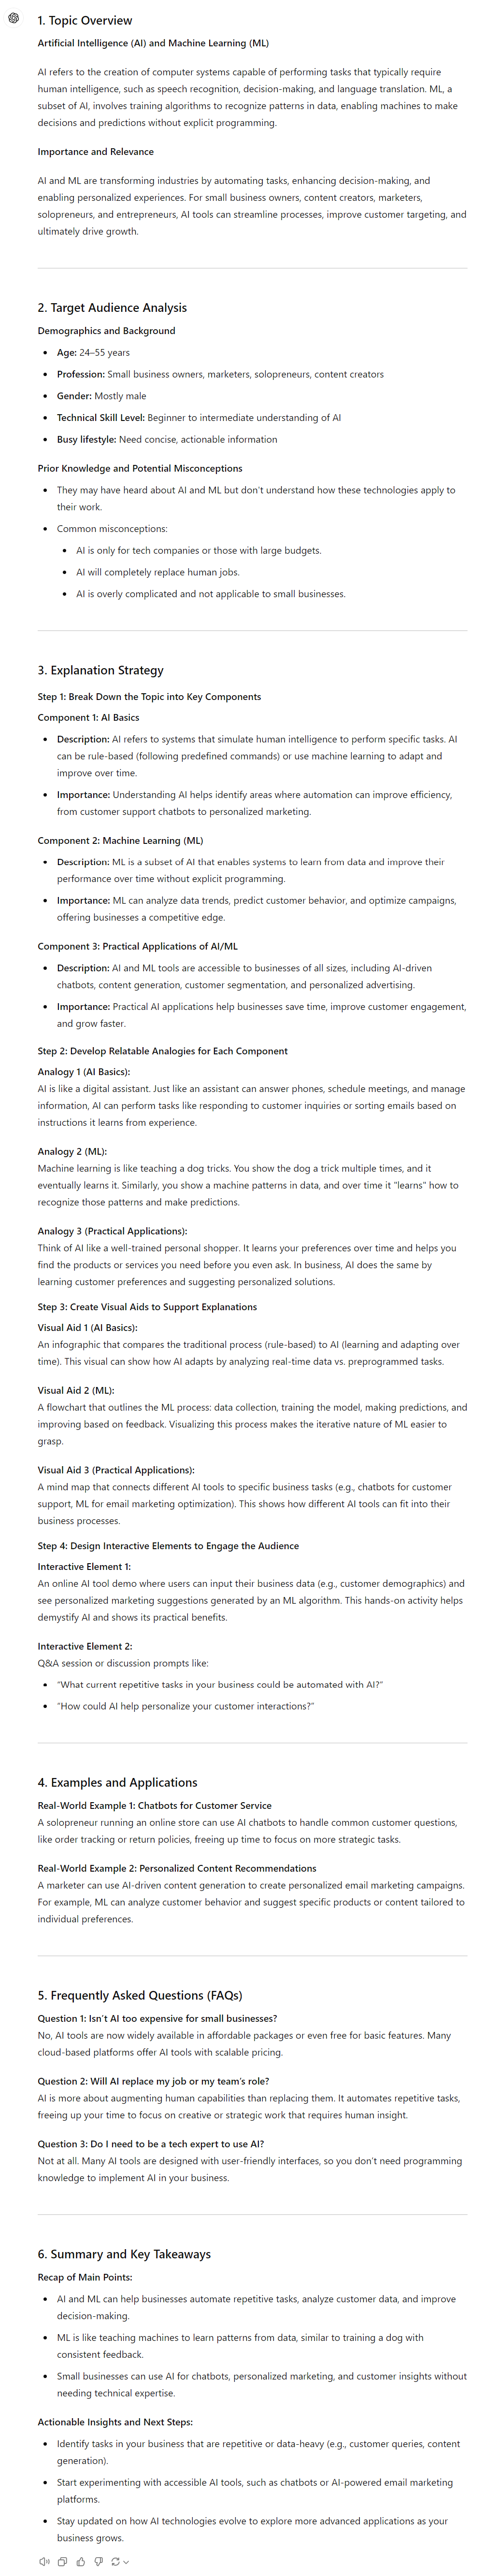 1. Topic Overview
Artificial Intelligence (AI) and Machine Learning (ML)
AI refers to the creation of computer systems capable of performing tasks that typically require
human intelligence, such as speech recognition, decision-making, and language translation. ML, a
subset of AI, involves training algorithms to recognize patterns in data, enabling machines to make
decisions and predictions without explicit programming.
Importance and Relevance
AI and ML are transforming industries by automating tasks, enhancing decision-making, and
enabling personalized experiences. For small business owners, content creators, marketers,
solopreneurs, and entrepreneurs, AI tools can streamline processes, improve customer targeting, and
ultimately drive growth.
2. Target Audience Analysis
Demographics and Background
• Age: 24–55 years
• Profession: Small business owners, marketers, solopreneurs, content creators
• Gender: Mostly male
• Technical Skill Level: Beginner to intermediate understanding of AI
• Busy lifestyle: Need concise, actionable information
Prior Knowledge and Potential Misconceptions
• They may have heard about AI and ML but don't understand how these technologies apply to
their work.
• Common misconceptions:
• AI is only for tech companies or those with large budgets.
• AI will completely replace human jobs.
• AI is overly complicated and not applicable to small businesses.
3. Explanation Strategy
Step 1: Break Down the Topic into Key Components
Component 1: AI Basics
• Description: AI refers to systems that simulate human intelligence to perform specific tasks. AI
can be rule-based (following predefined commands) or use machine learning to adapt and
improve over time.
• Importance: Understanding AI helps identify areas where automation can improve efficiency,
from customer support chatbots to personalized marketing.
Component 2: Machine Learning (ML)
• Description: ML is a subset of AI that enables systems to learn from data and improve their
performance over time without explicit programming.
• Importance: ML can analyze data trends, predict customer behavior, and optimize campaigns,
offering businesses a competitive edge.
Component 3: Practical Applications of AI/ML
• Description: AI and ML tools are accessible to businesses of all sizes, including AI-driven
chatbots, content generation, customer segmentation, and personalized advertising.
• Importance: Practical AI applications help businesses save time, improve customer engagement,
and grow faster.
Step 2: Develop Relatable Analogies for Each Component
Analogy 1 (AI Basics):
AI is like a digital assistant. Just like an assistant can answer phones, schedule meetings, and manage
information, AI can perform tasks like responding to customer inquiries or sorting emails based on
instructions it learns from experience.
Analogy 2 (ML):
Machine learning is like teaching a dog tricks. You show the dog a trick multiple times, and it
eventually learns it. Similarly, you show a machine patterns in data, and over time it "learns" how to
recognize those patterns and make predictions.
Analogy 3 (Practical Applications):
Think of AI like a well-trained personal shopper. It learns your preferences over time and helps you
find the products or services you need before you even ask. In business, AI does the same by
learning customer preferences and suggesting personalized solutions.
Step 3: Create Visual Aids to Support Explanations
Visual Aid 1 (AI Basics):
An infographic that compares the traditional process (rule-based) to AI (learning and adapting over
time). This visual can show how AI adapts by analyzing real-time data vs. preprogrammed tasks.
Visual Aid 2 (ML):
A flowchart that outlines the ML process: data collection, training the model, making predictions, and
improving based on feedback. Visualizing this process makes the iterative nature of ML easier to
grasp.
Visual Aid 3 (Practical Applications):
A mind map that connects different AI tools to specific business tasks (e.g., chatbots for customer
support, ML for email marketing optimization). This shows how different AI tools can fit into their
business processes.
Step 4: Design Interactive Elements to Engage the Audience
Interactive Element 1:
An online AI tool demo where users can input their business data (e.g., customer demographics) and
see personalized marketing suggestions generated by an ML algorithm. This hands-on activity helps
demystify AI and shows its practical benefits.
Interactive Element 2:
Q&A session or discussion prompts like:
• "What current repetitive tasks in your business could be automated with AI?"
• "How could AI help personalize your customer interactions?"
4. Examples and Applications
Real-World Example 1: Chatbots for Customer Service
A solopreneur running an online store can use AI chatbots to handle common customer questions,
like order tracking or return policies, freeing up time to focus on more strategic tasks.
Real-World Example 2: Personalized Content Recommendations
A marketer can use AI-driven content generation to create personalized email marketing campaigns.
For example, ML can analyze customer behavior and suggest specific products or content tailored to
individual preferences.
5. Frequently Asked Questions (FAQs)
Question 1: Isn't AI too expensive for small businesses?
No, AI tools are now widely available in affordable packages or even free for basic features. Many
cloud-based platforms offer AI tools with scalable pricing.
Question 2: Will AI replace my job or my team's role?
AI is more about augmenting human capabilities than replacing them. It automates repetitive tasks,
freeing up your time to focus on creative or strategic work that requires human insight.
Question 3: Do I need to be a tech expert to use AI?
Not at all. Many AI tools are designed with user-friendly interfaces, so you don't need programming
knowledge to implement AI in your business.
6. Summary and Key Takeaways
Recap of Main Points:
• AI and ML can help businesses automate repetitive tasks, analyze customer data, and improve
decision-making.
• ML is like teaching machines to learn patterns from data, similar to training a dog with
consistent feedback.
• Small businesses can use AI for chatbots, personalized marketing, and customer insights without
needing technical expertise.
Actionable Insights and Next Steps:
• Identify tasks in your business that are repetitive or data-heavy (e.g., customer queries, content
generation).
• Start experimenting with accessible AI tools, such as chatbots or AI-powered email marketing
platforms.
• Stay updated on how AI technologies evolve to explore more advanced applications as your
business grows.